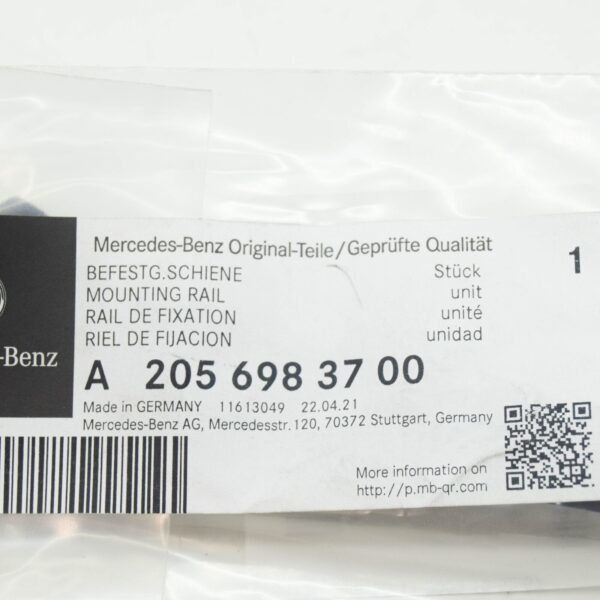 Mercedes-Benz Original-Teile/Geprüfte Qualität
BEFESTG.SCHIENE Stück 1
MOUNTING RAIL unit
RAIL DE FIXATION unité
RIEL DE FIJACION unidad
-Benz
A 205 698 37 00
Made in GERMANY 11613049 22.04.21
Mercedes-Benz AG, Mercedesstr.120, 70372 Stuttgart, Germany
More information on
http://p.mb-qr.com